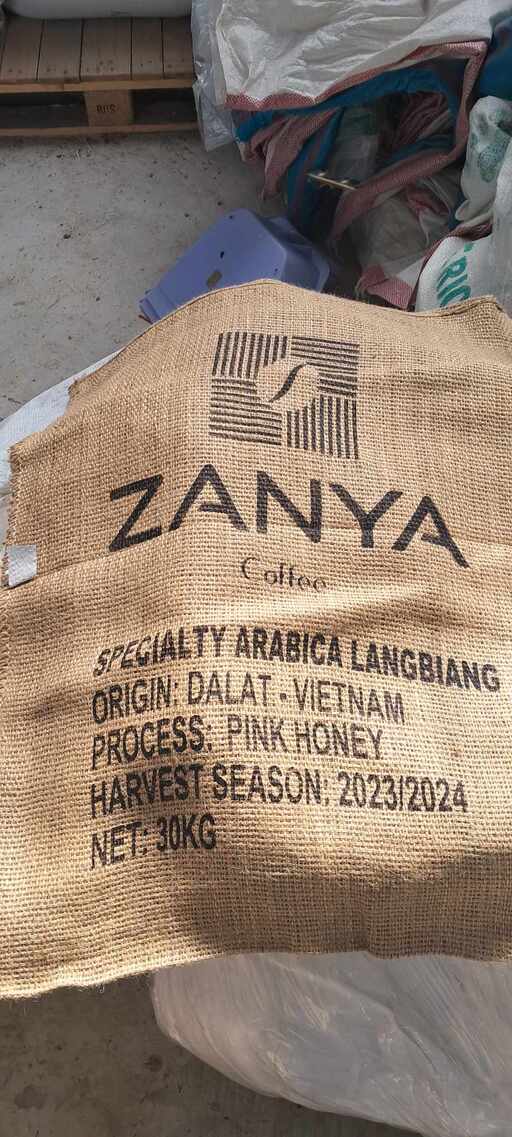 ZANYA
Coffee
SPECIALTY ARABICA LANGBIANG
ORIGIN: DALAT - VIETNAM
PROCESS: PINK HONEY
HARVEST SEASON: 2023/2024
NET: 30KG